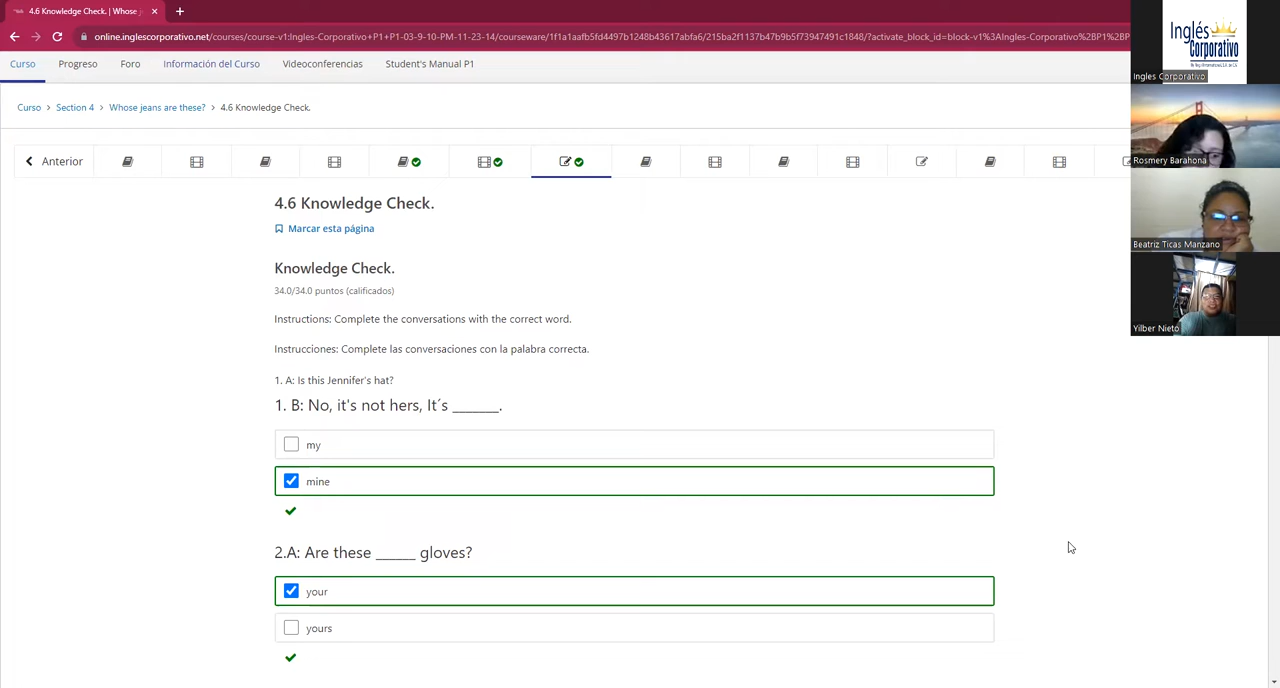 4.6 Knowledge Check. | Whose j
online.inglescorporativo.net/courses/course-v1:Ingles-Corporativo+P1+P1-03-9-10-PM-11-23-14/courseware/1f1a1aafb5fd4497b1248b43617abfa6/215ba2f1137b47b9b5f73947491c1848/?activate_block_id=block-v1%3AIngles-Corporativo%2BP1%2BP
Curso Progreso Foro Información del Curso Videoconferencias Student's Manual P1
Curso > Section 4 > Whose jeans are these? > 4.6 Knowledge Check.
Anterior
4.6 Knowledge Check.
Marcar esta página
Knowledge Check.
34.0/34.0 puntos (calificados)
Instructions: Complete the conversations with the correct word.
Instrucciones: Complete las conversaciones con la palabra correcta.
1. A: Is this Jennifer's hat?
1. B: No, it's not hers, It´s _______.
my
mine
2.A: Are these ______ gloves?
your
yours
Inglés
Corporativo
Ingles Corporativo
Rosmery Barahona
Beatriz Ticas Manzano
Yilber Nieto